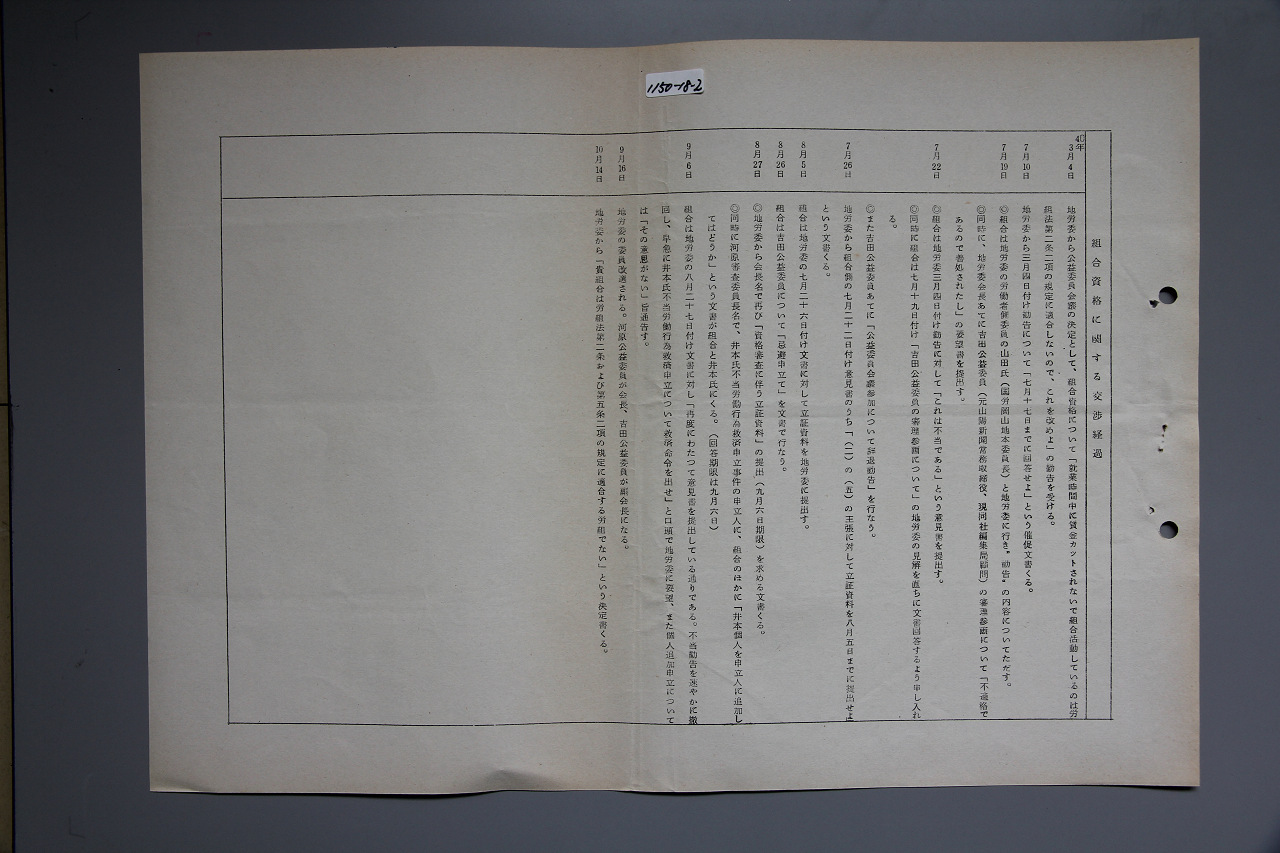 1150-18-2
組合資格に関する交渉経過
40年
3月4日
地労委から公益委員会議の決定として、組合資格について「就業時間中に賃金カットされないで組合活動しているのは労
組法第二条二項の規定に適合しないので、これを改めよ」の勧告を受ける。
7月10日
地労委から三月四日付け勧告について「七月十七日までに回答せよ」という催促文書くる。
7月19日
◎組合は地労委の労働者側委員の山田氏（国労岡山地本委員長）と地労委に行き〝勧告〟の内容についてただす。
◎同時に、地労委会長あてに吉田公益委員（元山陽新聞常務取締役、現同社編集局顧問）の審理参画について「不適格で
あるので善処されたし」の要望書を提出す。
7月22日
◎組合は地労委三月四日付け勧告に対して「これは不当である」という意見書を提出す。
◎同時に組合は七月十九日付け「吉田公益委員の審理参画について」の地労委の見解を直ちに文書回答するよう申し入れ
る。
◎また吉田公益委員あてに「公益委員会議参加について辞退勧告」を行なう。
7月26日
地労委から組合側の七月二十二日付け意見書のうち「（二）の（五）の主張に対して立証資料を八月五日までに提出せよ
という文書くる。
8月5日
組合は地労委の七月二十六日付け文書に対して立証資料を地労委に提出す。
8月26日
組合は吉田公益委員について「忌避申立て」を文書で行なう。
8月27日
◎地労委から会長名で再び「資格審査に伴う立証資料」の提出（九月六日期限）を求める文書くる。
◎同時に河原審査委員長名で、井本氏不当労働行為救済申立事件の申立人に、組合のほかに「井本個人を申立人に追加し
てはどうか」という文書が組合と井本氏にくる。（回答期限は九月六日）
9月6日
組合は地労委の八月二十七日付け文書に対し「再度にわたつて意見書を提出している通りである。不当勧告を速やかに撤
回し、早急に井本氏不当労働行為救済申立について救済命令を出せ」と口頭で地労委に要望、また個人追加申立について
は「その意思がない」旨通告す。
9月16日
地労委の委員改選される。河原公益委員が会長、吉田公益委員が副会長になる。
10月14日
地労委から「貴組合は労組法第二条および第五条二項の規定に適合する労組でない」という決定書くる。